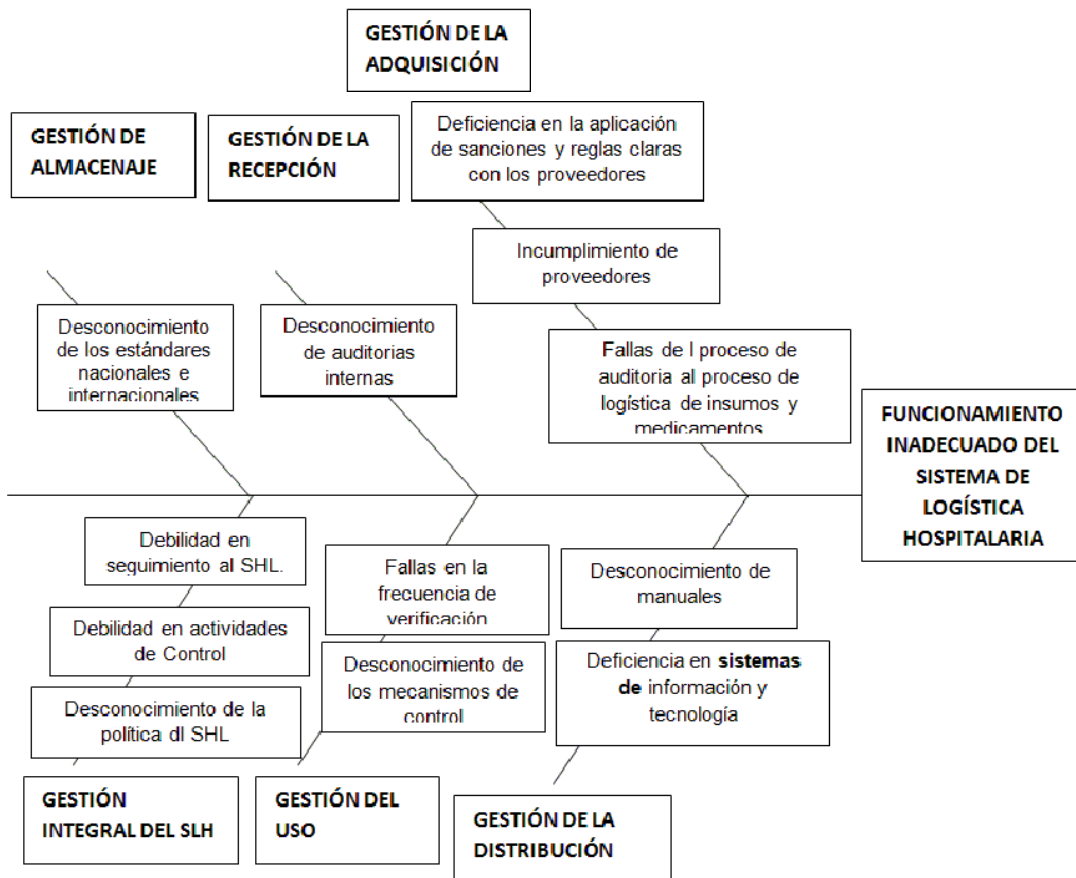 GESTIÓN DE LA
ADQUISICIÓN
GESTIÓN DE
ALMACENAJE
GESTIÓN DE LA
RECEPCIÓN
Deficiencia en la aplicación
de sanciones y reglas claras
con los proveedores
Incumplimiento de
proveedores
Desconocimiento
de los estándares
nacionales e
internacionales
Desconocimiento
de auditorias
internas
Fallas de l proceso de
auditoria al proceso de
logística de insumos y
medicamentos
FUNCIONAMIENTO
INADECUADO DEL
SISTEMA DE
LOGÍSTICA
HOSPITALARIA
Debilidad en
seguimiento al SHL.
Fallas en la
frecuencia de
verificación
Desconocimiento de
manuales
Debilidad en actividades
de Control
Desconocimiento de
los mecanismos de
control
Deficiencia en sistemas
de información y
tecnología
Desconocimiento de la
política dl SHL
GESTIÓN
INTEGRAL DEL SLH
GESTIÓN DEL
USO
GESTIÓN DE LA
DISTRIBUCIÓN